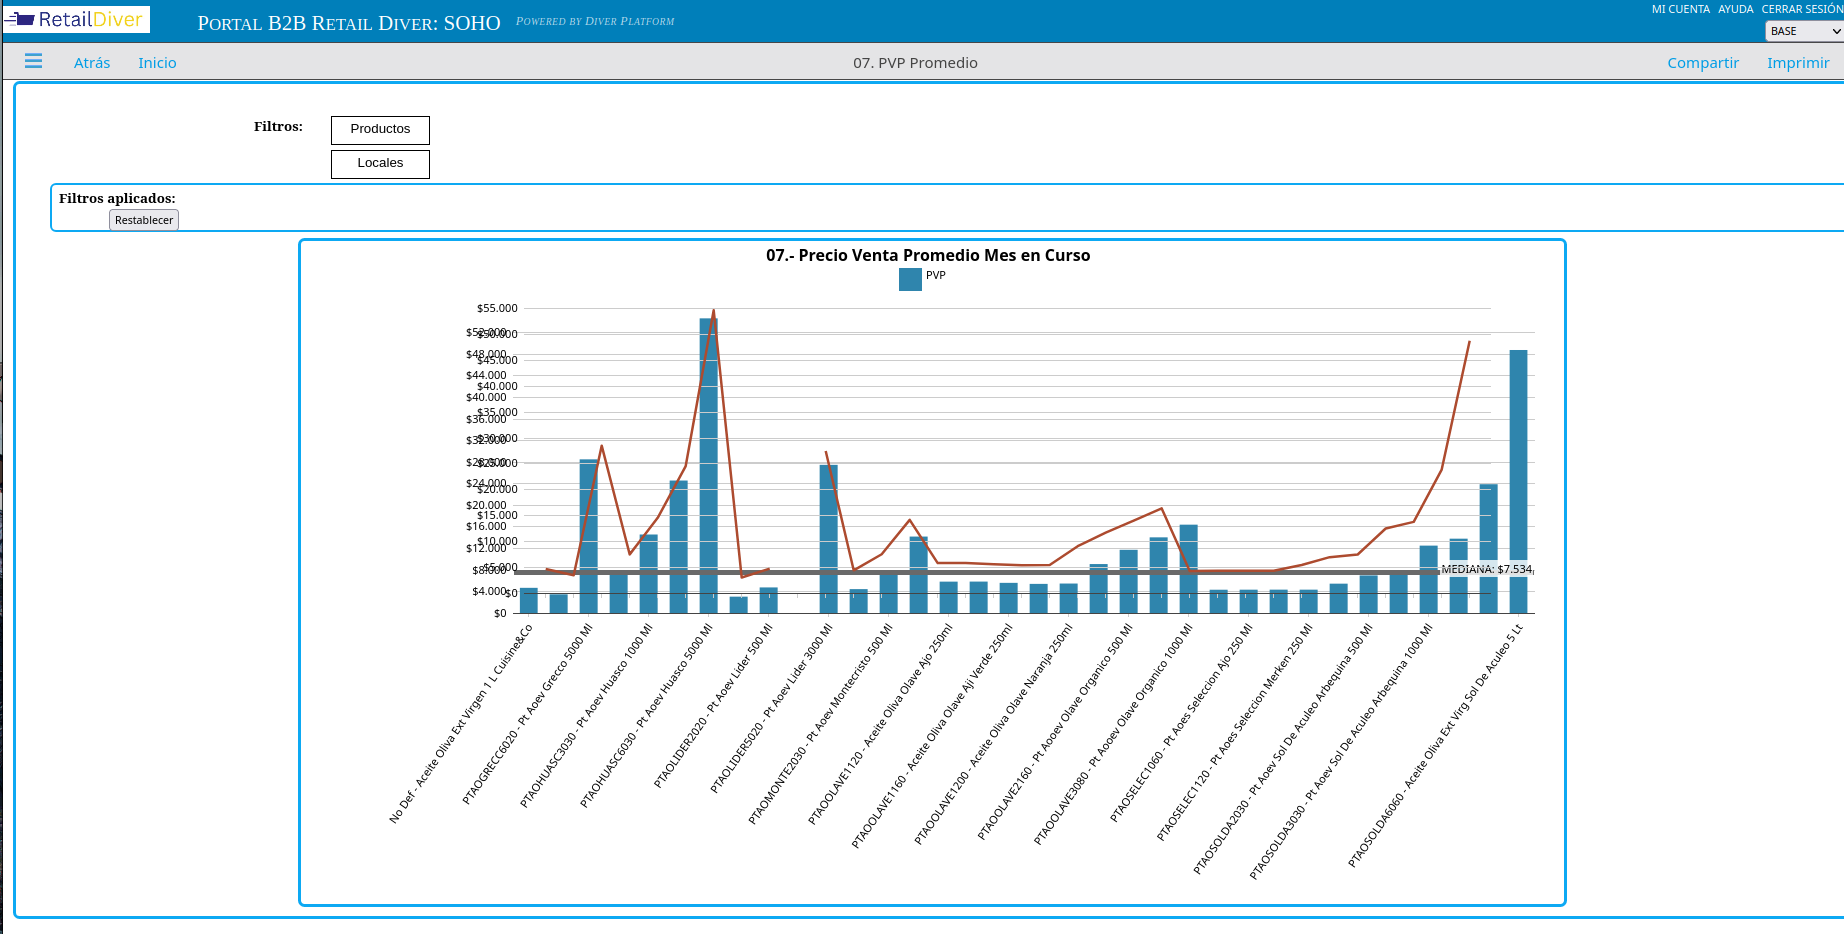 RetailDiver
PORTAL B2B RETAIL DIVER: SOHO
POWERED BY DIVER PLATFORM
MI CUENTA AYUDA CERRAR SESIÓN
BASE
Atrás Inicio
07. PVP Promedio
Compartir Imprimir
Filtros:
Productos
Locales
Filtros aplicados:
Restablecer
07.- Precio Venta Promedio Mes en Curso
PVP
$55.000
$52.000
$50.000
$48.000
$45.000
$44.000
$40.000
$40.000
$35.000
$36.000
$30.000
$32.000
$28.000
$25.000
$24.000
$20.000
$20.000
$15.000
$16.000
$10.000
$12.000
$5.000
$8.000
$4.000
$0
$0
MEDIANA: $7.534,
No Def - Aceite Oliva Ext Virgen 1 L Cuisine&Co
PTAOGRECC6020 - Pt Aoev Grecco 5000 Ml
PTAOHUASC3030 - Pt Aoev Huasco 1000 Ml
PTAOHUASC6030 - Pt Aoev Huasco 5000 Ml
PTAOLIDER2020 - Pt Aoev Lider 500 Ml
PTAOLIDER5020 - Pt Aoev Lider 3000 Ml
PTAOMONTE2030 - Pt Aoev Montecristo 500 Ml
PTAOOLAVE1120 - Aceite Oliva Olave Ajo 250ml
PTAOOLAVE1160 - Aceite Oliva Olave Aji Verde 250ml
PTAOOLAVE1200 - Aceite Oliva Olave Naranja 250ml
PTAOOLAVE2160 - Pt Aooev Olave Organico 500 Ml
PTAOOLAVE3080 - Pt Aooev Olave Organico 1000 Ml
PTAOSELEC1060 - Pt Aoes Seleccion Ajo 250 Ml
PTAOSELEC1120 - Pt Aoes Seleccion Merken 250 Ml
PTAOSOLDA2030 - Pt Aoev Sol De Aculeo Arbequina 500 Ml
PTAOSOLDA3030 - Pt Aoev Sol De Aculeo Arbequina 1000 Ml
PTAOSOLDA6060 - Aceite Oliva Ext Virg Sol De Aculeo 5 Lt